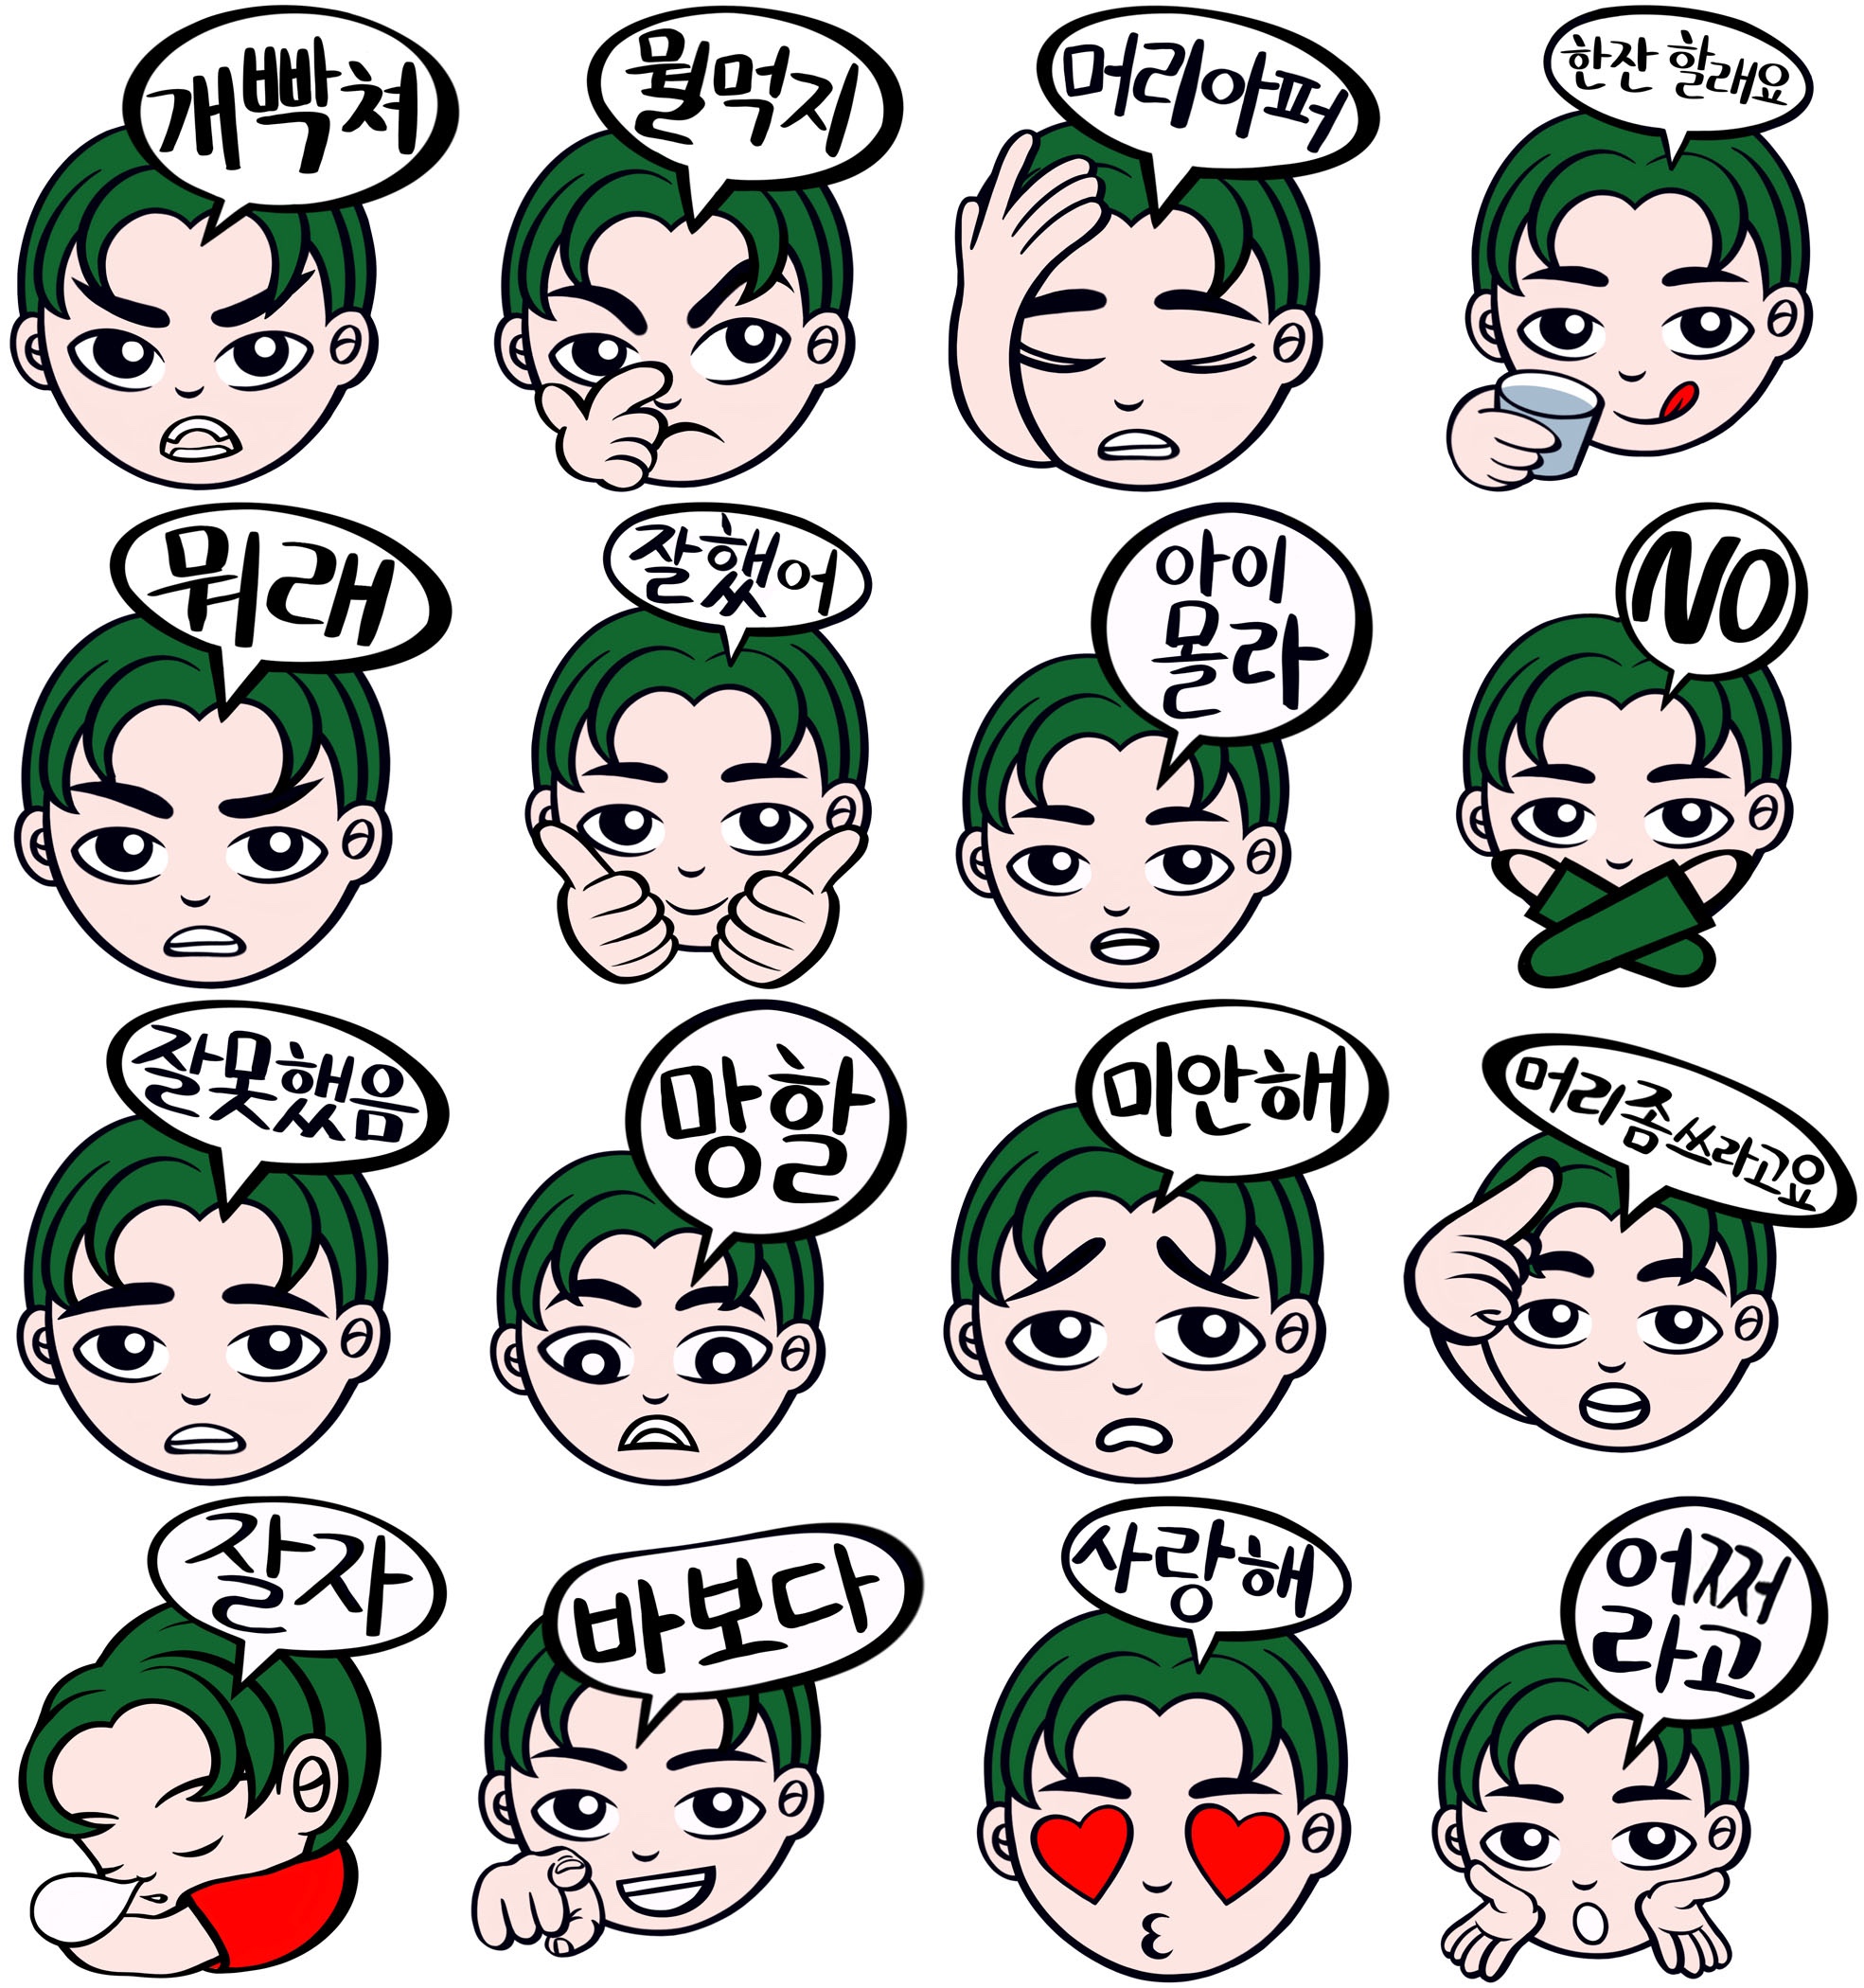 개빡쳐
뭘먹지
머리아퍼
한잔할래용
뭐래
잘했어
아이
몰라
NO
잘못했음
망할
미안해
머리좀써라고요
잘자
바보다
사랑해
어쩌
라고